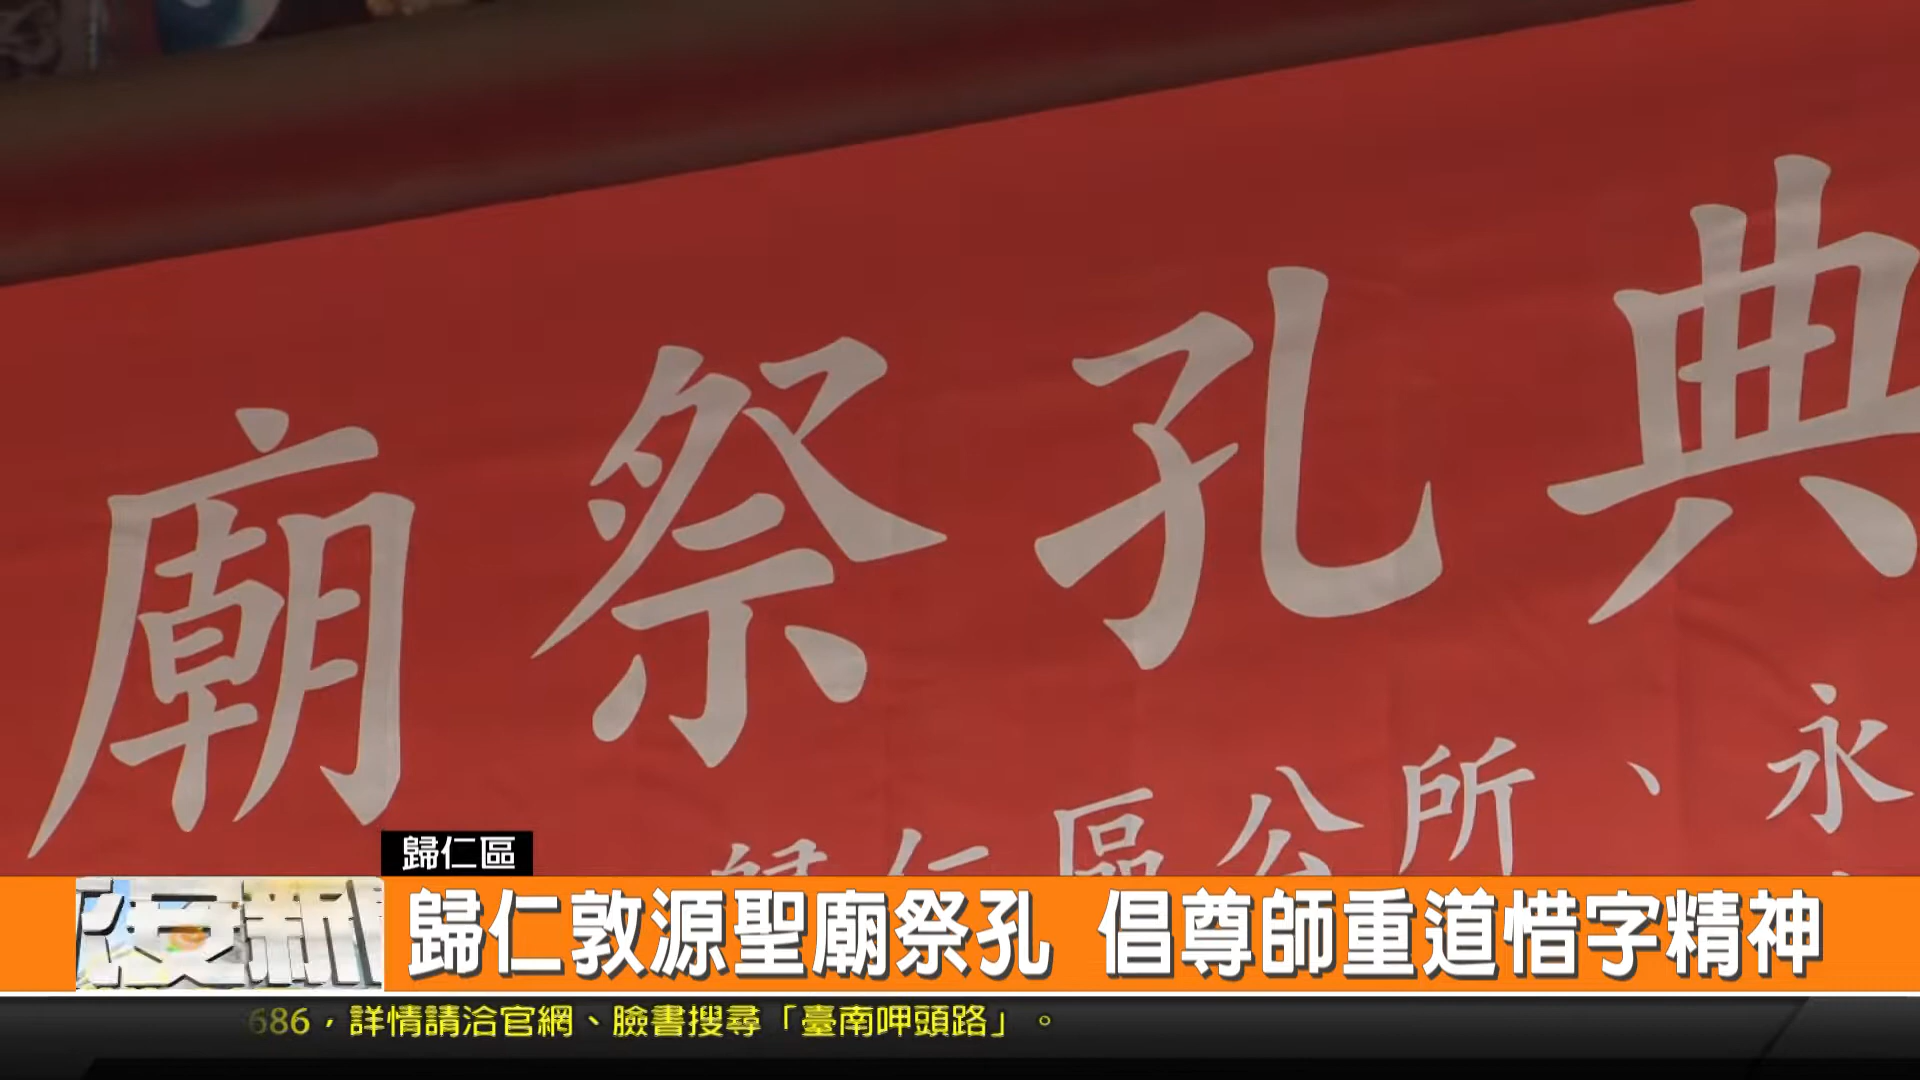 廟祭孔典
歸仁區公所、永
歸仁區
歸仁敦源聖廟祭孔 倡尊師重道惜字精神
686，詳情請洽官網、臉書搜尋「臺南呷頭路」。